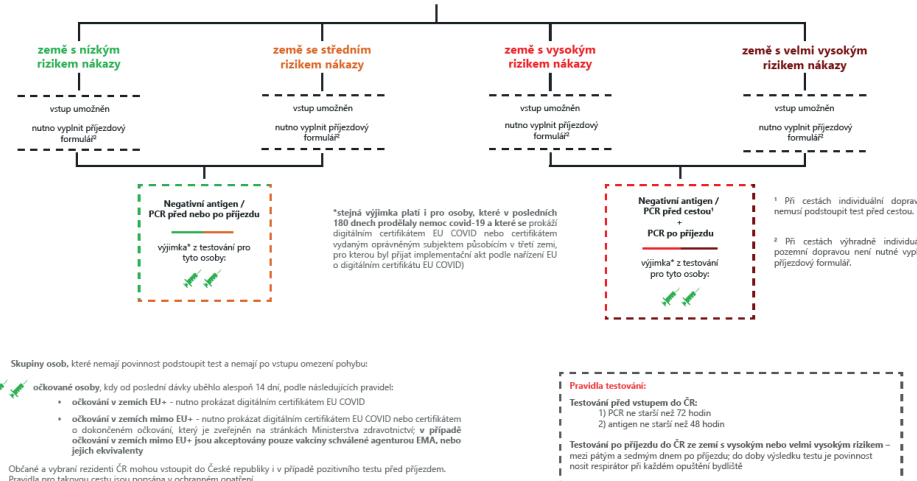 země s nízkým
rizikem nákazy
země se středním
rizikem nákazy
země s vysokým
rizikem nákazy
země s velmi vysokým
rizikem nákazy
vstup umožněn
nutno vyplnit příjezdový
formulář²
vstup umožněn
nutno vyplnit příjezdový
formulář²
vstup umožněn
nutno vyplnit příjezdový
formulář²
vstup umožněn
nutno vyplnit příjezdový
formulář²
Negativní antigen /
PCR před nebo po příjezdu
výjimka* z testování pro
tyto osoby:
*stejná výjimka platí i pro osoby, které v posledních
180 dnech prodělaly nemoc covid-19 a které se prokáží
digitálním certifikátem EU COVID nebo certifikátem
vydaným oprávněným subjektem působícím v třetí zemi,
pro kterou byl přijat implementační akt podle nařízení EU
o digitálním certifikátu EU COVID)
Negativní antigen /
PCR před cestou¹
+
PCR po příjezdu
výjimka* z testování
pro tyto osoby:
¹ Při cestách individuální doprav
nemusí podstoupit test před cestou.
² Při cestách výhradně individuá
pozemní dopravou není nutné vypl
příjezdový formulář.
Skupiny osob, které nemají povinnost podstoupit test a nemají po vstupu omezení pohybu:
očkované osoby, kdy od poslední dávky uběhlo alespoň 14 dní, podle následujících pravidel:
• očkování v zemích EU+ - nutno prokázat digitálním certifikátem EU COVID
• očkování v zemích mimo EU+ - nutno prokázat digitálním certifikátem EU COVID nebo certifikátem
o dokončeném očkování, který je zveřejněn na stránkách Ministerstva zdravotnictví; v případě
očkování v zemích mimo EU+ jsou akceptovány pouze vakcíny schválené agenturou EMA, nebo
jejich ekvivalenty
Občané a vybraní rezidenti ČR mohou vstoupit do České republiky i v případě pozitivního testu před příjezdem.
Pravidla pro takovou cestu jsou popsána v ochranném opatření.
Pravidla testování:
Testování před vstupem do ČR:
1) PCR ne starší než 72 hodin
2) antigen ne starší než 48 hodin
Testování po příjezdu do ČR ze zemí s vysokým nebo velmi vysokým rizikem –
mezi pátým a sedmým dnem po příjezdu; do doby výsledku testu je povinnost
nosit respirátor při každém opuštění bydliště